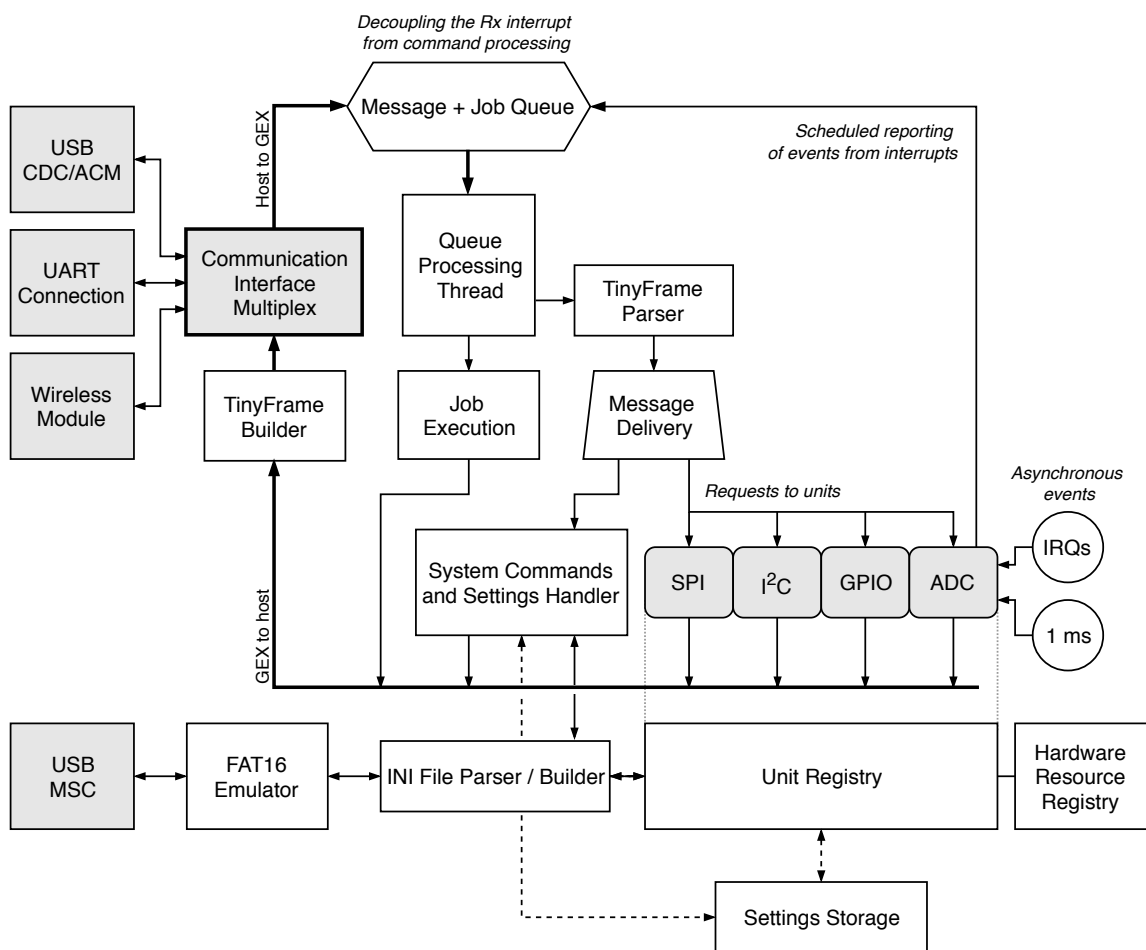 Decoupling the Rx interrupt
from command processing
Message + Job Queue
Scheduled reporting
of events from interrupts
USB
CDC/ACM
Host to GEX
UART
Connection
Communication
Interface
Multiplex
Queue
Processing
Thread
TinyFrame
Parser
Wireless
Module
TinyFrame
Builder
Job
Execution
Message
Delivery
Requests to units
Asynchronous
events
IRQs
1 ms
System Commands
and Settings Handler
SPI
I²C
GPIO
ADC
GEX to host
USB
MSC
FAT16
Emulator
INI File Parser / Builder
Unit Registry
Hardware
Resource
Registry
Settings Storage